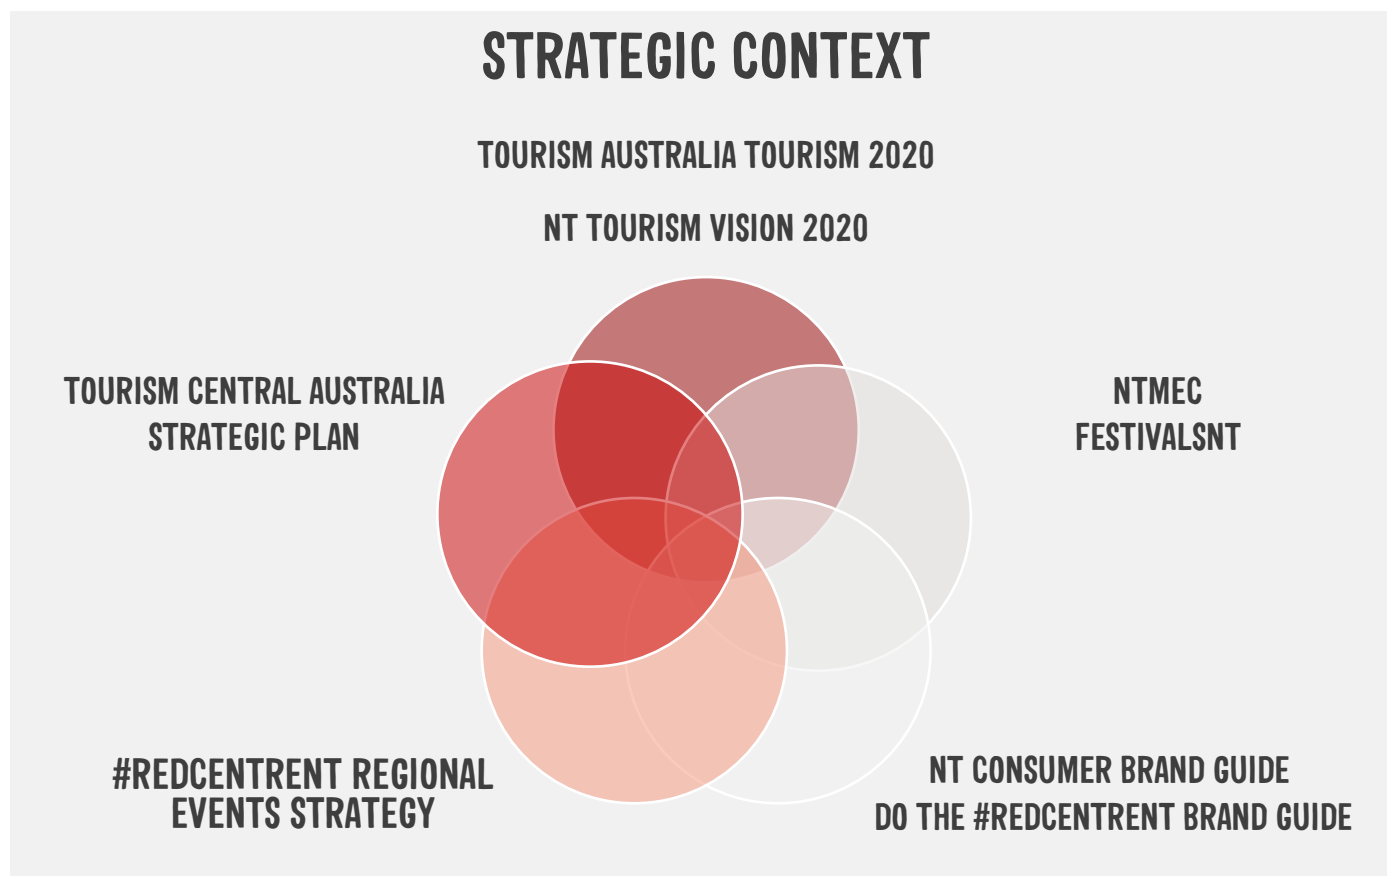 STRATEGIC CONTEXT
TOURISM AUSTRALIA TOURISM 2020
NT TOURISM VISION 2020
TOURISM CENTRAL AUSTRALIA
STRATEGIC PLAN
NTMEC
FESTIVALSNT
#REDCENTRENT REGIONAL
EVENTS STRATEGY
NT CONSUMER BRAND GUIDE
DO THE #REDCENTRENT BRAND GUIDE